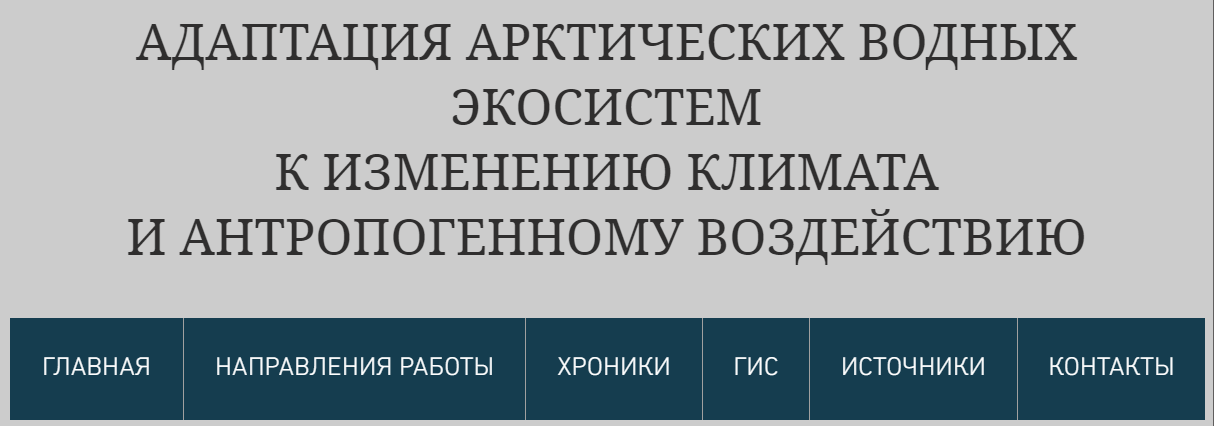 АДАПТАЦИЯ АРКТИЧЕСКИХ ВОДНЫХ
ЭКОСИСТЕМ
К ИЗМЕНЕНИЮ КЛИМАТА
И АНТРОПОГЕННОМУ ВОЗДЕЙСТВИЮ
ГЛАВНАЯ НАПРАВЛЕНИЯ РАБОТЫ ХРОНИКИ ГИС ИСТОЧНИКИ КОНТАКТЫ